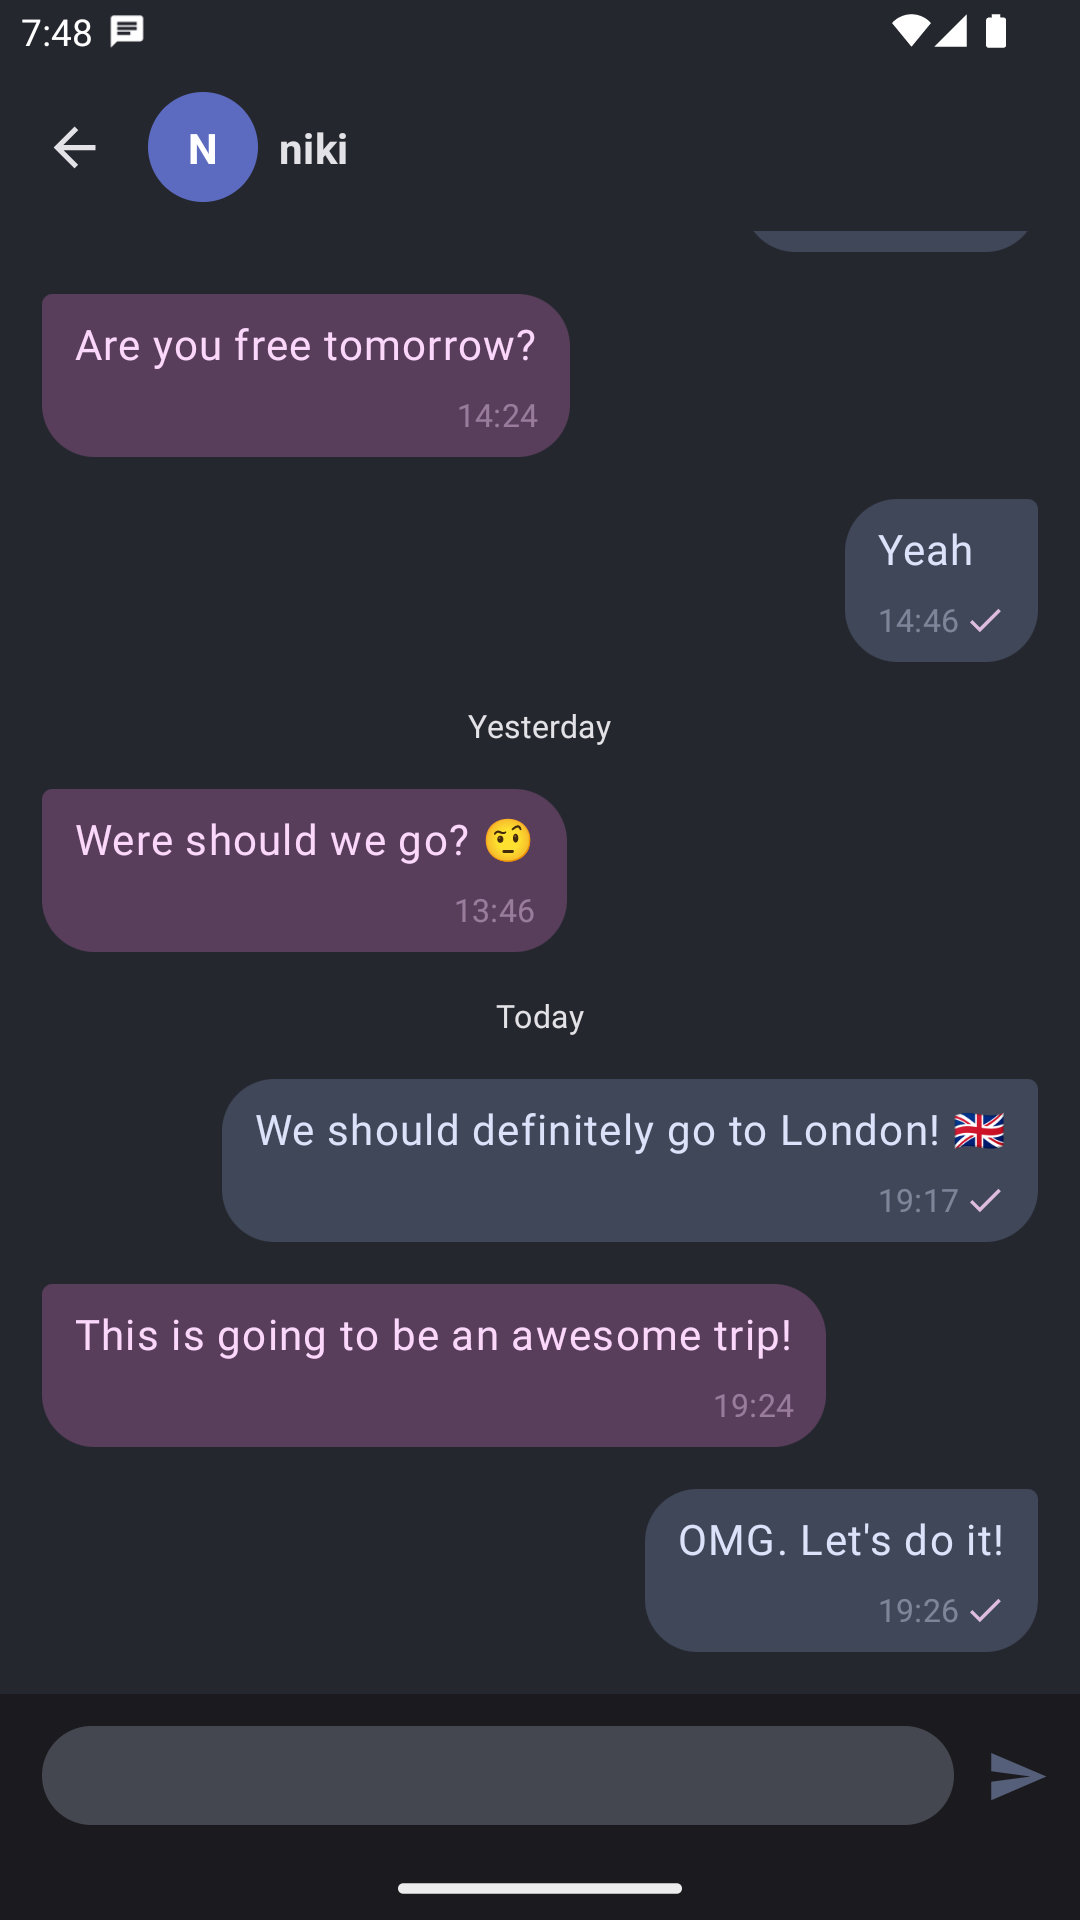 7:48
N niki
Are you free tomorrow?
14:24
Yeah
14:46
Yesterday
Were should we go? 🤨
13:46
Today
We should definitely go to London! 🇬🇧
19:17
This is going to be an awesome trip!
19:24
OMG. Let's do it!
19:26